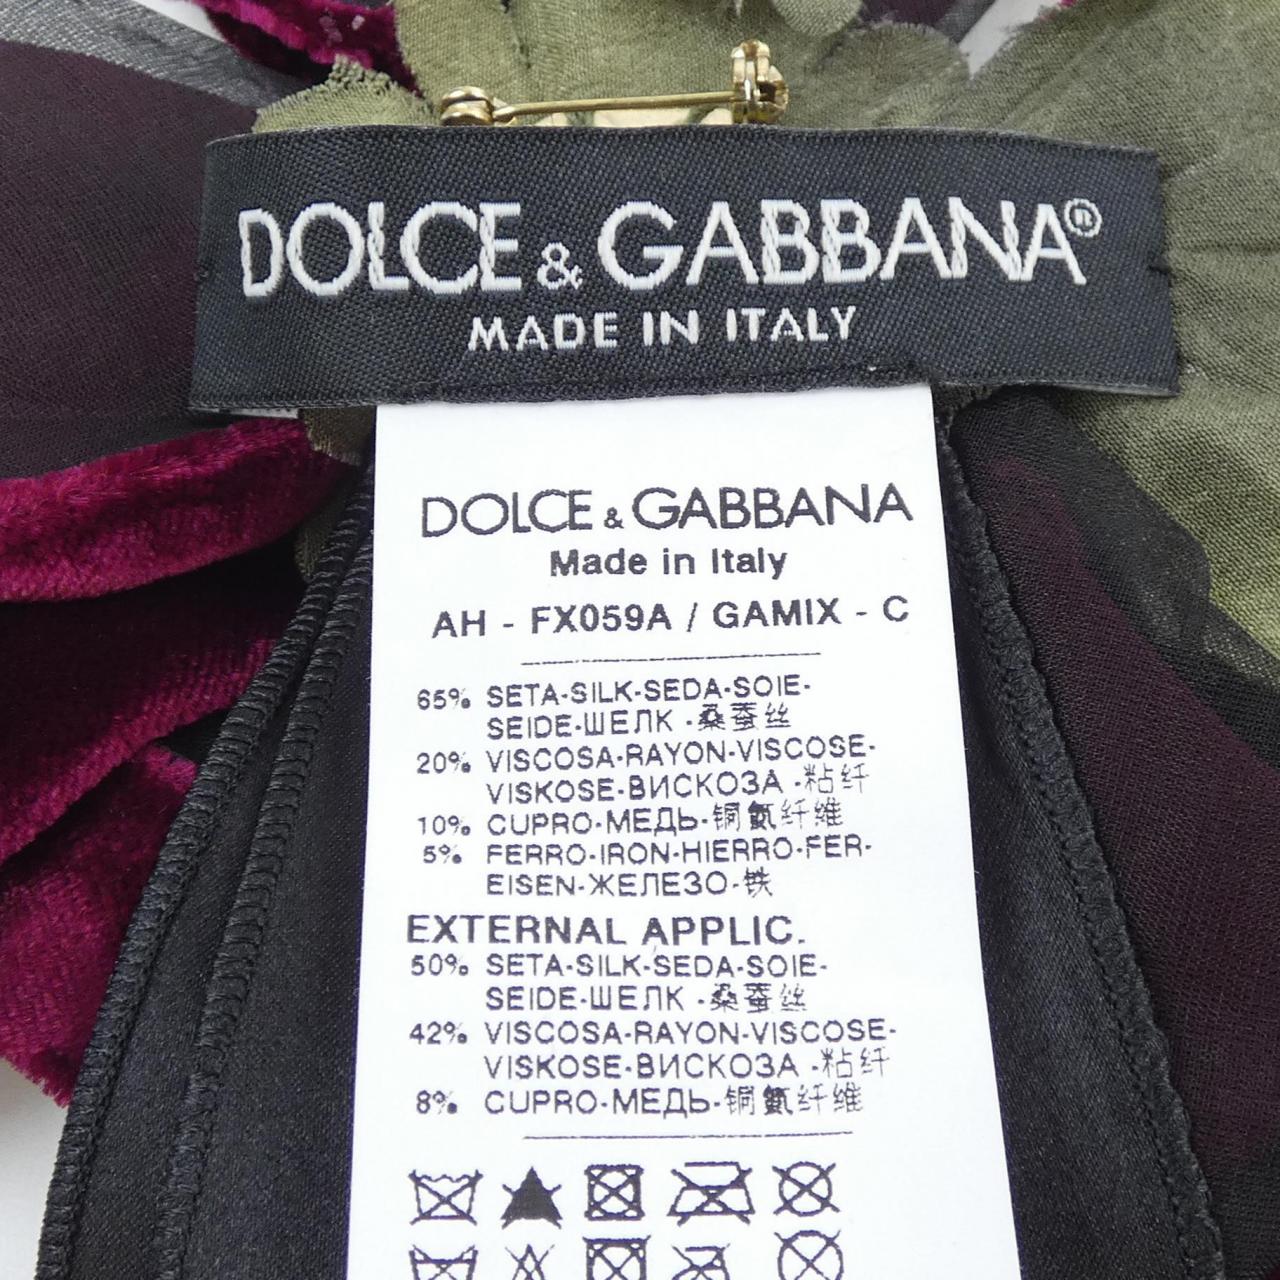 DOLCE & GABBANA®
MADE IN ITALY
DOLCE & GABBANA
Made in Italy
AH - FX059A / GAMIX - C
65% SETA-SILK-SEDA-SOIE-
SEIDE-ШЕЛК -桑蚕丝
20% VISCOSA-RAYON-VISCOSE-
VISKOSE-ВИСКОЗА -粘纤
10% CUPRO-МЕДЬ-铜氨纤维
5% FERRO-IRON-HIERRO-FER-
EISEN-ЖЕЛЕЗО-铁
EXTERNAL APPLIC.
50% SETA-SILK-SEDA-SOIE-
SEIDE-ШЕЛК -桑蚕丝
42% VISCOSA-RAYON-VISCOSE-
VISKOSE-ВИСКОЗА -粘纤
8% CUPRO-МЕДЬ-铜氨纤维